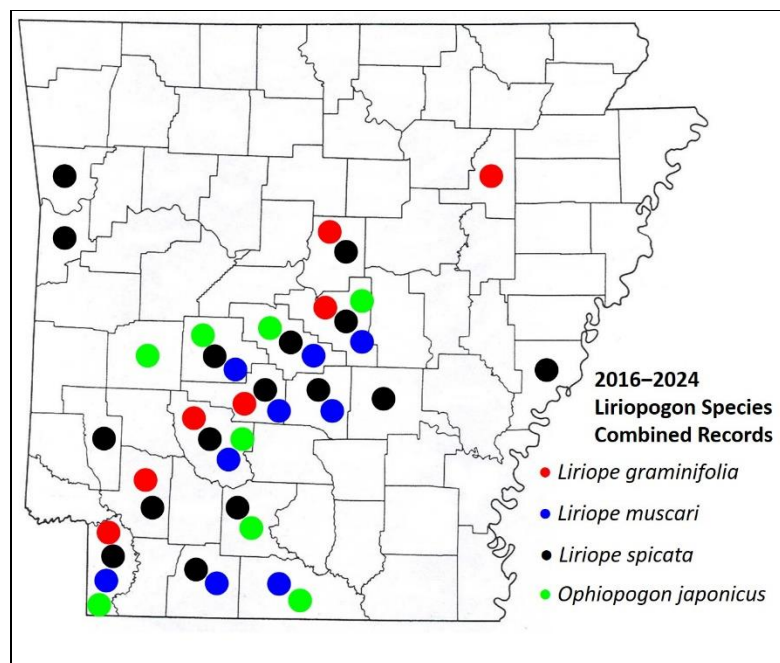 2016–2024
Liriopogon Species
Combined Records
Liriope graminifolia
Liriope muscari
Liriope spicata
Ophiopogon japonicus